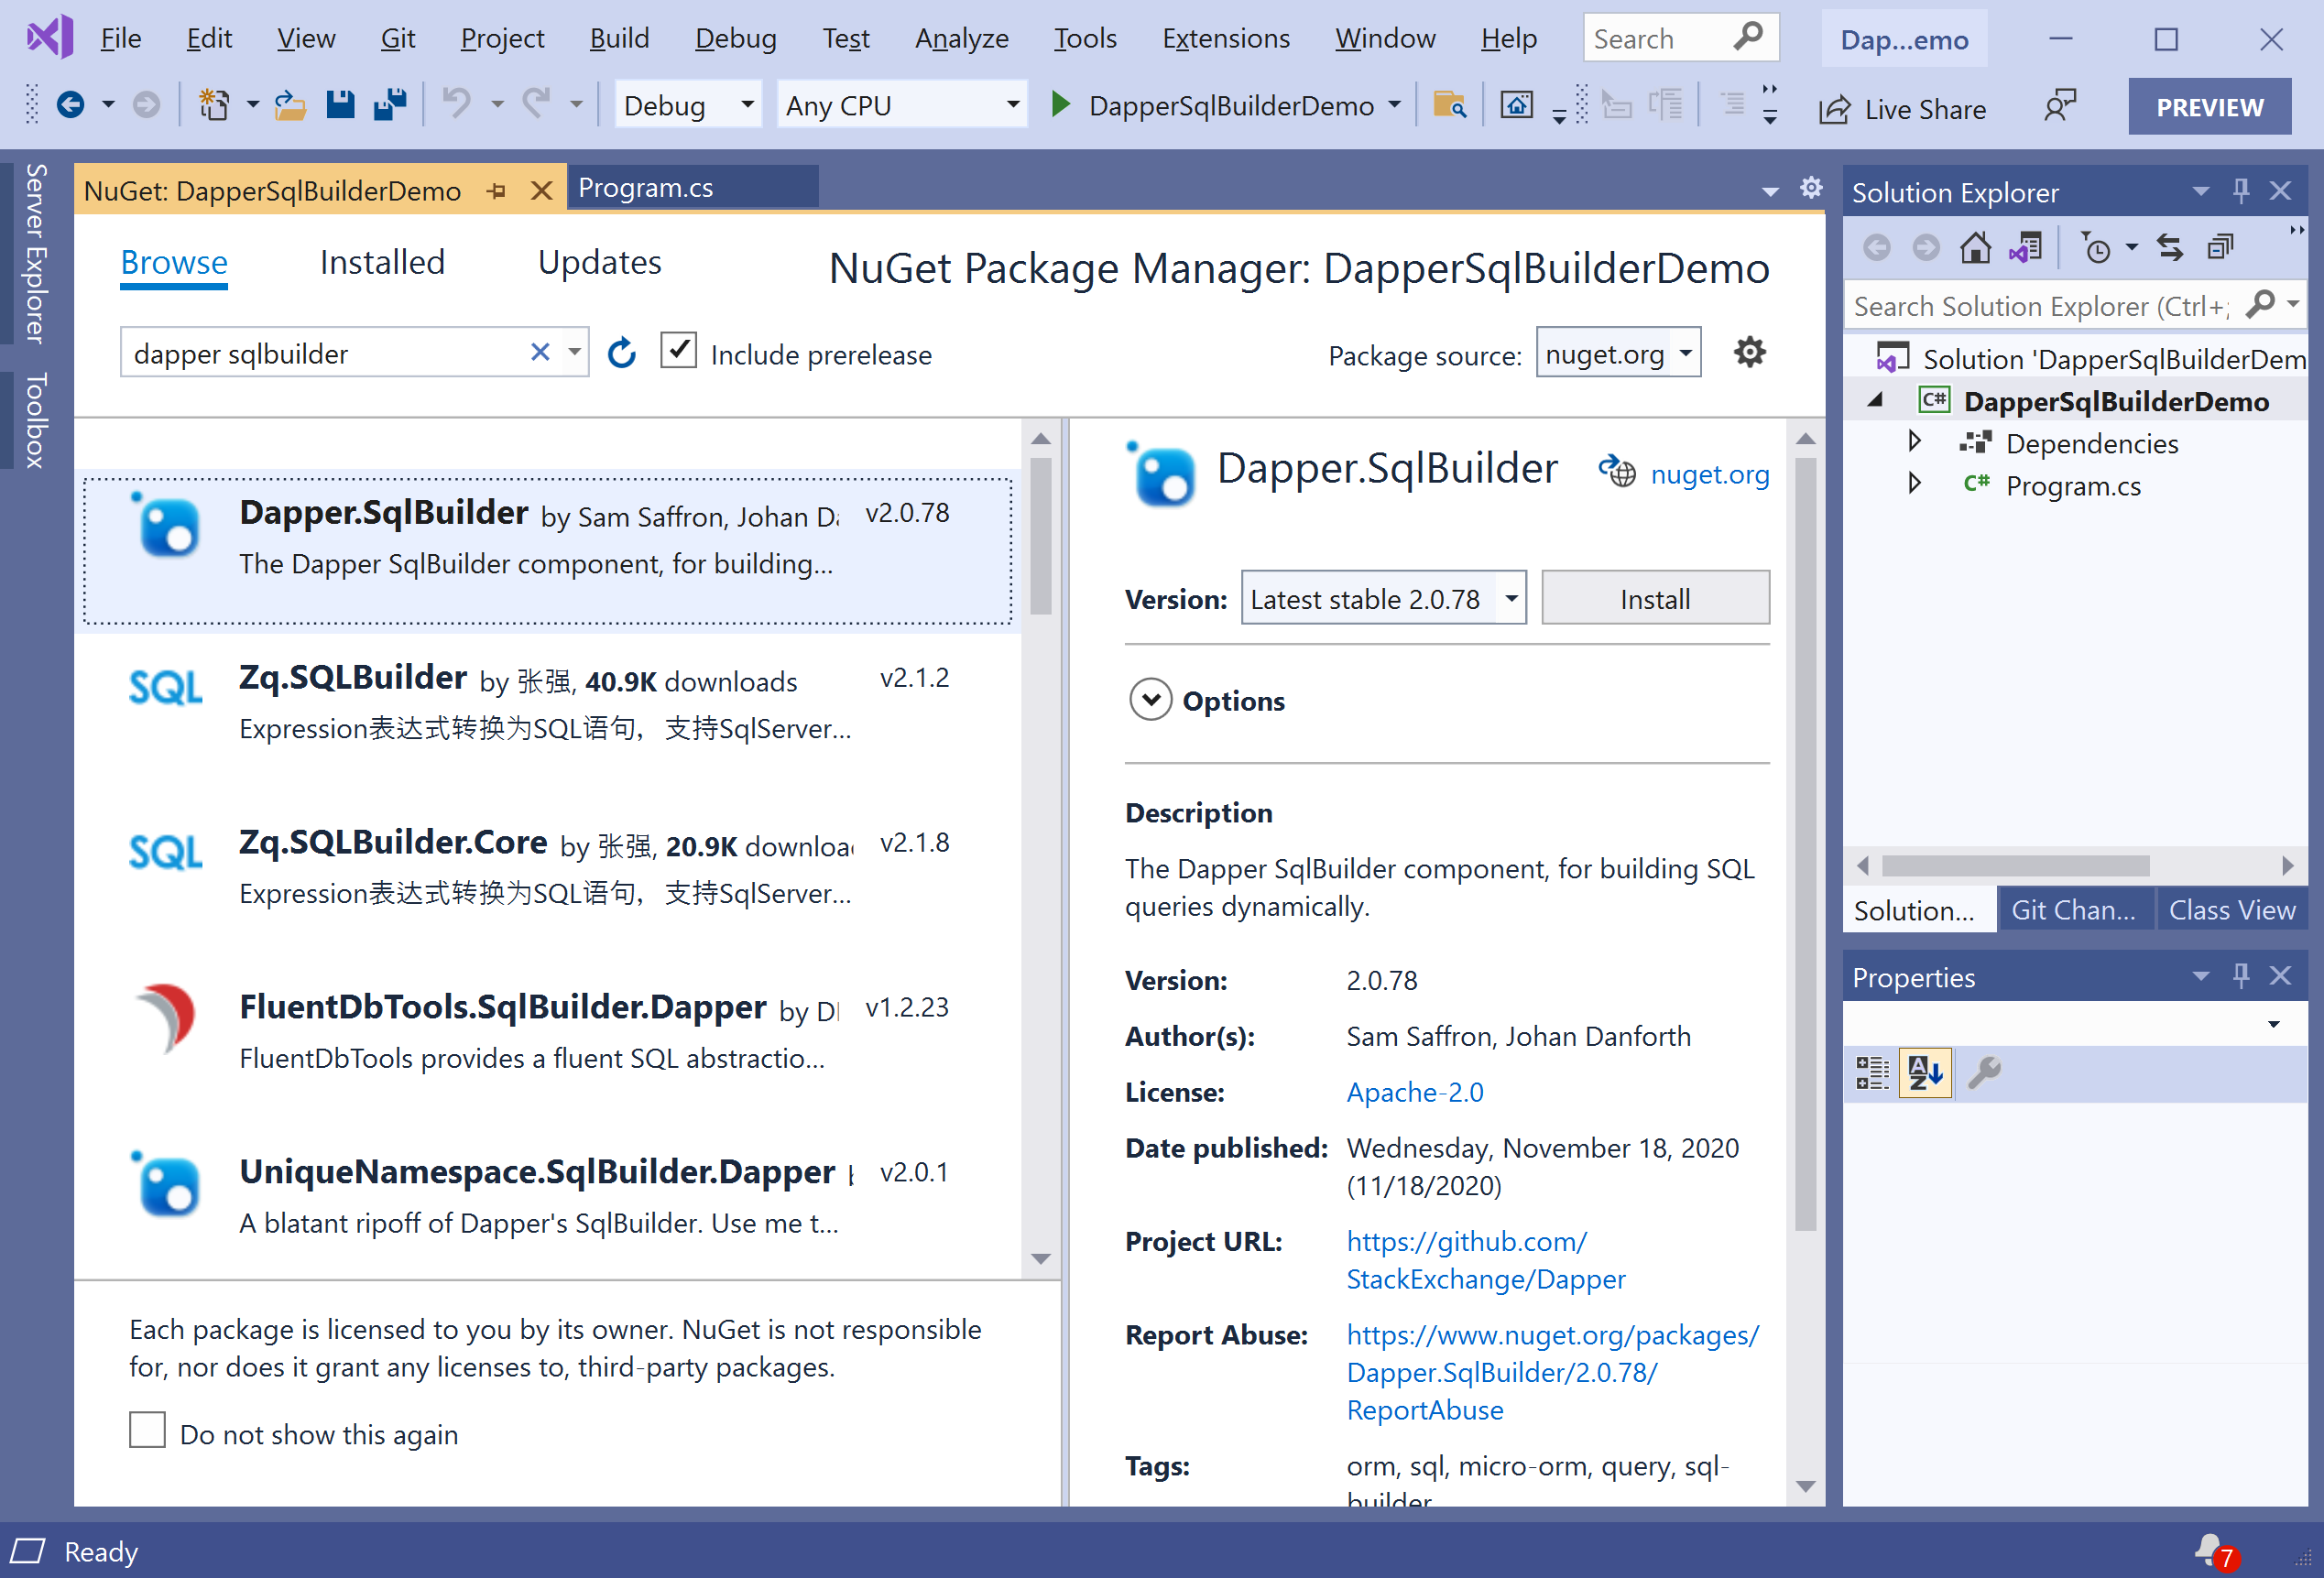 File Edit View Git Project Build Debug Test Analyze Tools Extensions Window Help Search Dap...emo
Debug Any CPU DapperSqlBuilderDemo Live Share PREVIEW
Server Explorer
Toolbox
NuGet: DapperSqlBuilderDemo Program.cs
Browse Installed Updates NuGet Package Manager: DapperSqlBuilderDemo
dapper sqlbuilder Include prerelease Package source: nuget.org
Dapper.SqlBuilder by Sam Saffron, Johan Da v2.0.78
The Dapper SqlBuilder component, for building...
Zq.SQLBuilder by 张强, 40.9K downloads v2.1.2
Expression表达式转换为SQL语句，支持SqlServer...
Zq.SQLBuilder.Core by 张强, 20.9K downloa v2.1.8
Expression表达式转换为SQL语句，支持SqlServer...
FluentDbTools.SqlBuilder.Dapper by v1.2.23
FluentDbTools provides a fluent SQL abstractio...
UniqueNamespace.SqlBuilder.Dapper v2.0.1
A blatant ripoff of Dapper's SqlBuilder. Use me t...
Each package is licensed to you by its owner. NuGet is not responsible
for, nor does it grant any licenses to, third-party packages.
Do not show this again
Dapper.SqlBuilder nuget.org
Version: Latest stable 2.0.78 Install
Options
Description
The Dapper SqlBuilder component, for building SQL
queries dynamically.
Version: 2.0.78
Author(s): Sam Saffron, Johan Danforth
License: Apache-2.0
Date published: Wednesday, November 18, 2020
(11/18/2020)
Project URL: https://github.com/
StackExchange/Dapper
Report Abuse: https://www.nuget.org/packages/
Dapper.SqlBuilder/2.0.78/
ReportAbuse
Tags: orm, sql, micro-orm, query, sql-
builder
Solution Explorer
Search Solution Explorer (Ctrl+;
Solution 'DapperSqlBuilderDem
C# DapperSqlBuilderDemo
Dependencies
C# Program.cs
Solution... Git Chan... Class View
Properties
Ready 7